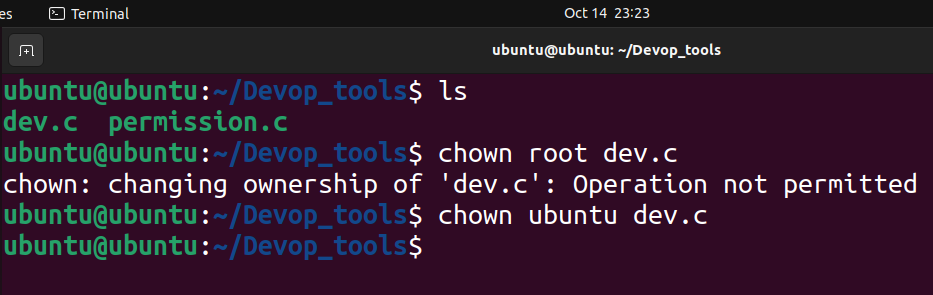 es Terminal Oct 14 23:23
ubuntu@ubuntu: ~/Devop_tools
ubuntu@ubuntu:~/Devop_tools$ ls
dev.c  permission.c
ubuntu@ubuntu:~/Devop_tools$ chown root dev.c
chown: changing ownership of 'dev.c': Operation not permitted
ubuntu@ubuntu:~/Devop_tools$ chown ubuntu dev.c
ubuntu@ubuntu:~/Devop_tools$